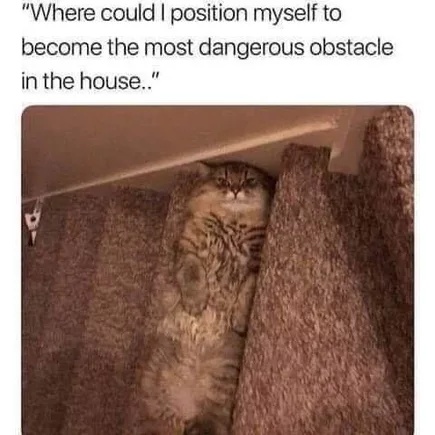 "Where could I position myself to
become the most dangerous obstacle
in the house.."